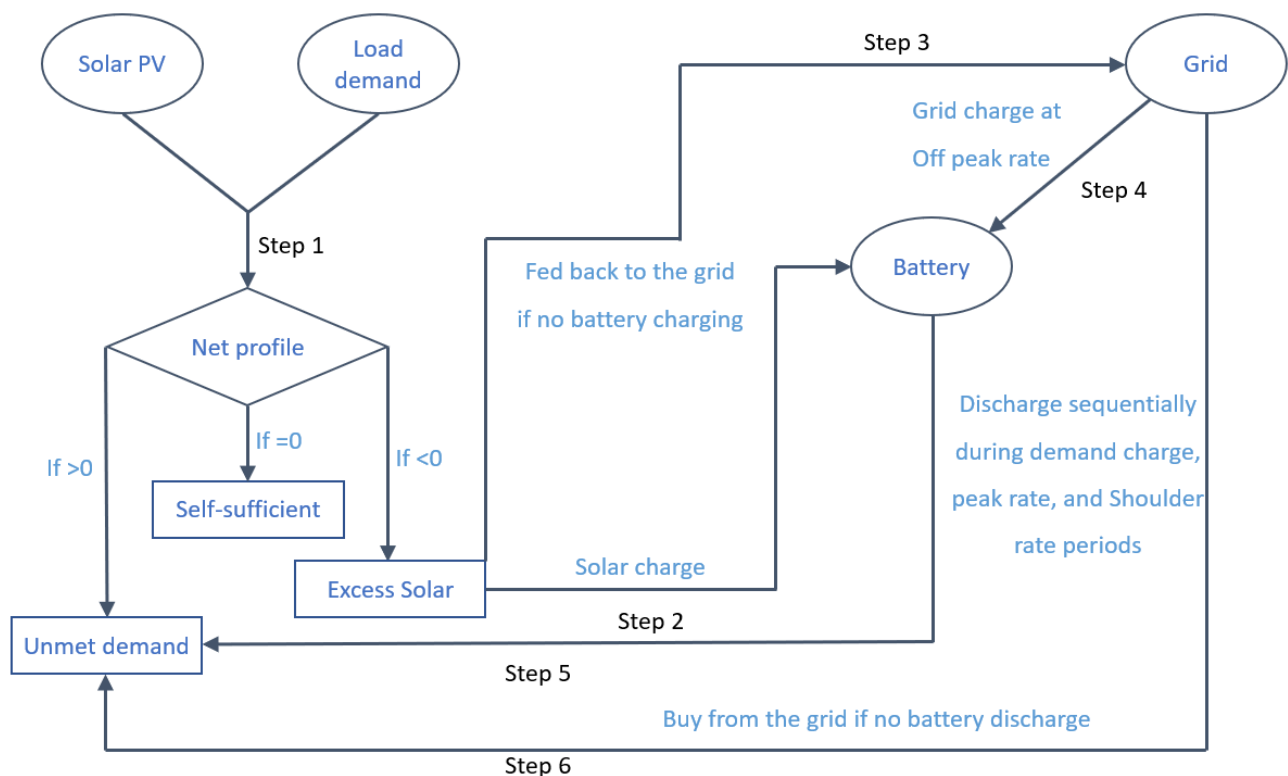 Solar PV
Load
demand
Step 3
Grid
Grid charge at
Off peak rate
Step 4
Step 1
Fed back to the grid
if no battery charging
Battery
Net profile
If >0
If =0
If <0
Discharge sequentially
during demand charge,
peak rate, and Shoulder
rate periods
Self-sufficient
Excess Solar
Solar charge
Step 2
Unmet demand
Step 5
Buy from the grid if no battery discharge
Step 6